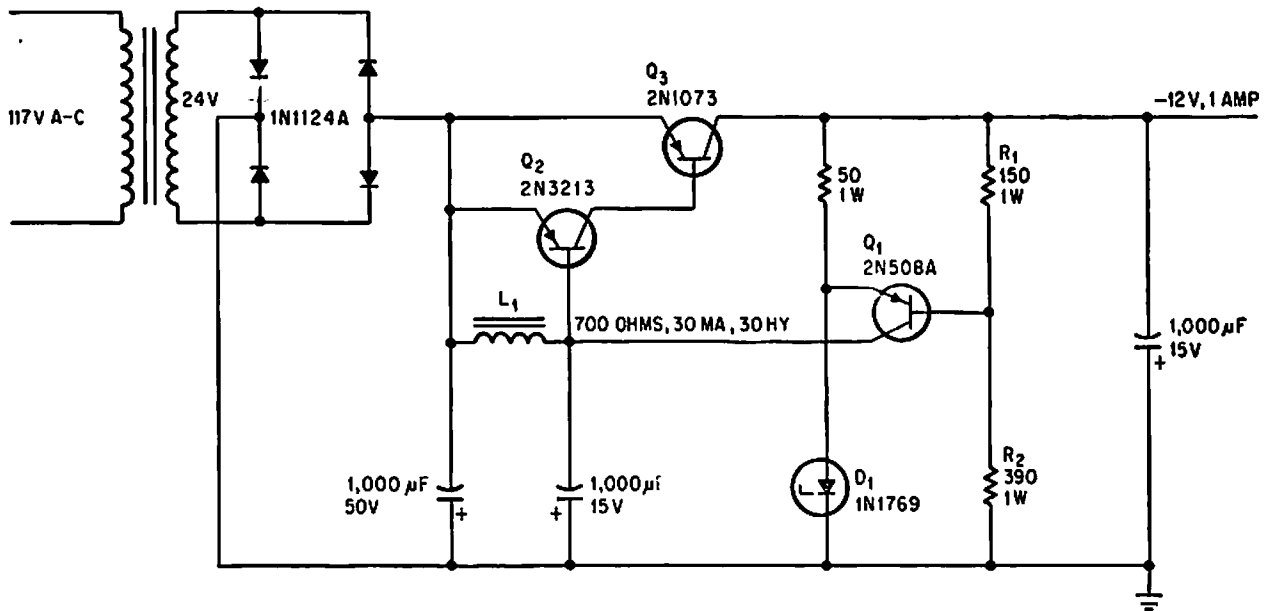 117V A-C
24V
1N1124A
Q3
2N1073
-12V, 1 AMP
Q2
2N3213
50
1W
R1
150
1W
Q1
2N508A
L1
700 OHMS, 30 MA, 30 HY
1,000 µF
15V
+
1,000 µF
50V
+
1,000 µf
15V
+
D1
1N1769
R2
390
1W